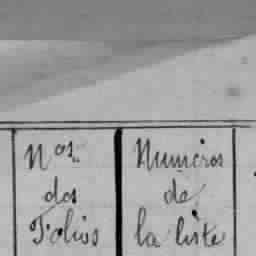 Nos
des
Folios
Numéros
de
la liste